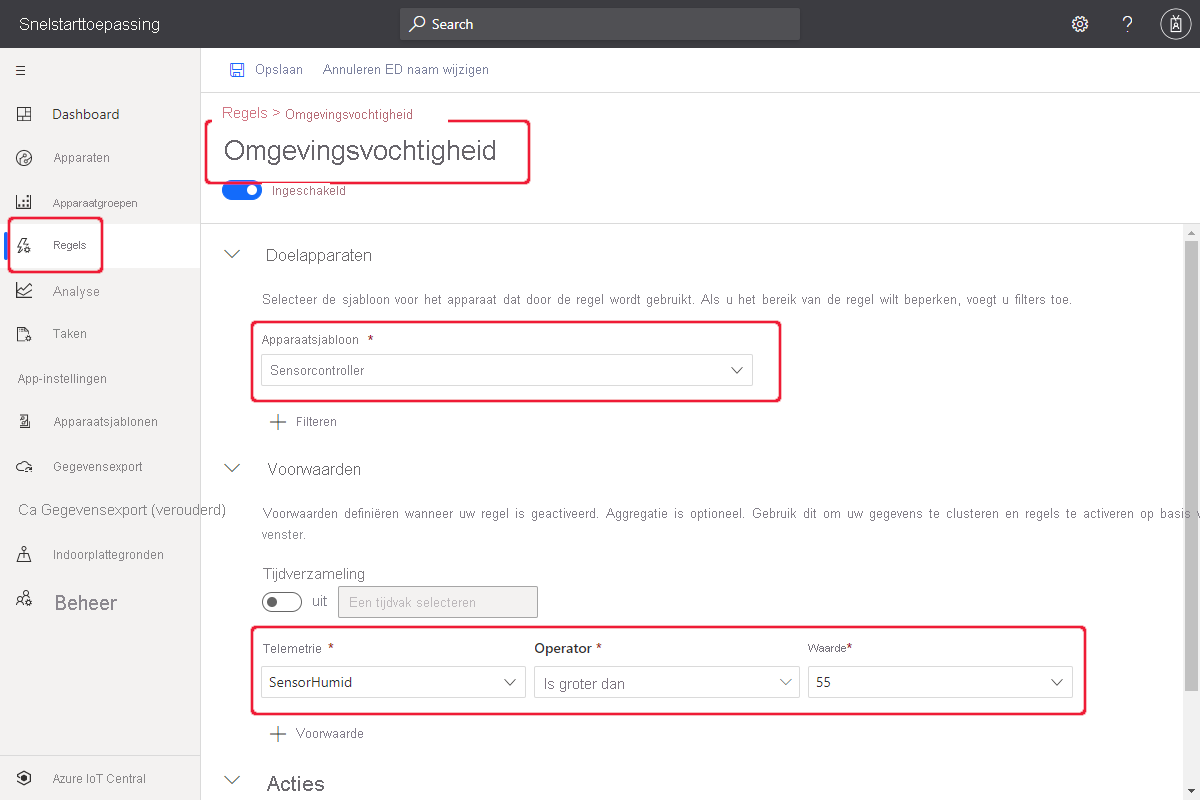 Snelstarttoepassing
Search
?
Opslaan
Annuleren ED naam wijzigen
Dashboard
Apparaten
Apparaatgroepen
Regels
Analyse
Taken
App-instellingen
Apparaatsjablonen
Gegevensexport
Ca Gegevensexport (verouderd)
Indoorplattegronden
Beheer
Azure IoT Central
Regels > Omgevingsvochtigheid
Omgevingsvochtigheid
Ingeschakeld
Doelapparaten
Selecteer de sjabloon voor het apparaat dat door de regel wordt gebruikt. Als u het bereik van de regel wilt beperken, voegt u filters toe.
Apparaatsjabloon *
Sensorcontroller
Filteren
Voorwaarden
Voorwaarden definiëren wanneer uw regel is geactiveerd. Aggregatie is optioneel. Gebruik dit om uw gegevens te clusteren en regels te activeren op basis v
venster.
Tijdverzameling
uit
Een tijdvak selecteren
Telemetrie * Operator * Waarde*
SensorHumid Is groter dan 55
Voorwaarde
Acties